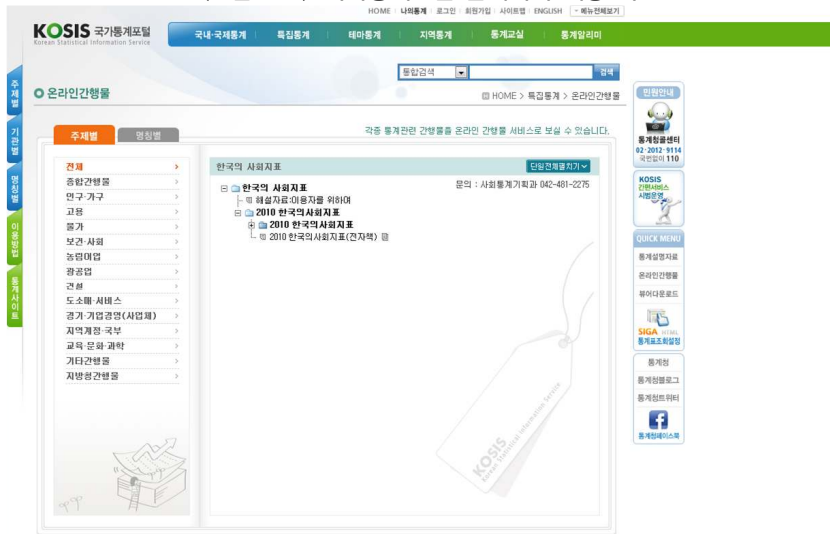 HOME 나의통계 로그인 회원가입 사이트맵 ENGLISH 메뉴전체보기
KOSIS 국가통계포털
Korean Statistical Information Service
국내·국제통계 특집통계 테마통계 지역통계 통계교실 통계알리미
통합검색 검색
온라인간행물
HOME > 특집통계 > 온라인간행물
주제별
기관별
명칭별
이용방법
통계사이트
주제별 명칭별
각종 통계관련 간행물을 온라인 간행물 서비스로 보실 수 있습니다.
전체
종합간행물
인구·가구
고용
물가
보건·사회
농림어업
광공업
건설
도소매·서비스
경기·기업경영(사업체)
지역계정·국부
교육·문화·과학
기타간행물
지방청간행물
한국의 사회지표
단원전체펼치기
문의 : 사회통계기획과 042-481-2275
한국의 사회지표
해설자료:이용자를 위하여
2010 한국의사회지표
2010 한국의사회지표
2010 한국의사회지표(전자책)
KOSIS
Korean Statistical Information Service
민원안내
통계청콜센터
02·2012·9114
국번없이 110
KOSIS
간편서비스
시범운영
QUICK MENU
통계설명자료
온라인간행물
뷰어다운로드
SIGA HTML
통계표조회설정
통계청
통계청블로그
통계청트위터
통계청페이스북